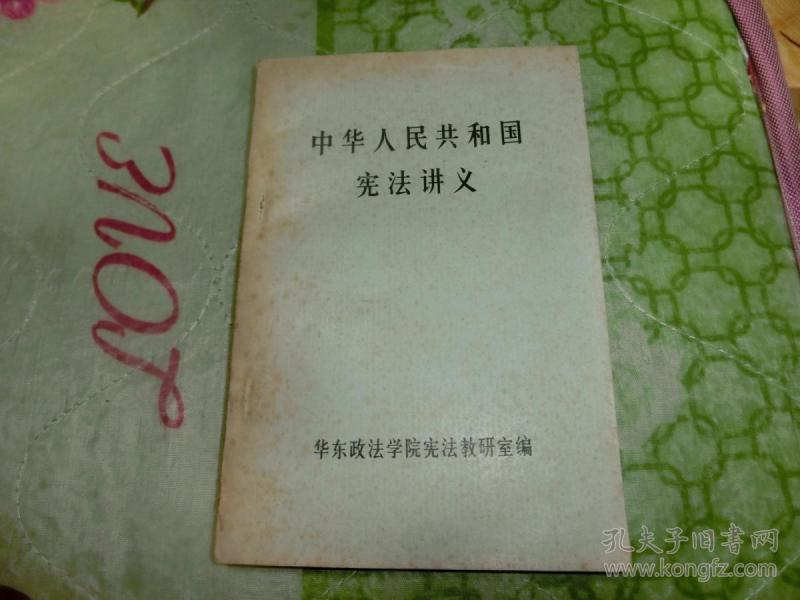 中华人民共和国
宪法讲义
华东政法学院宪法教研室编
孔夫子旧书网
www.kongfz.com